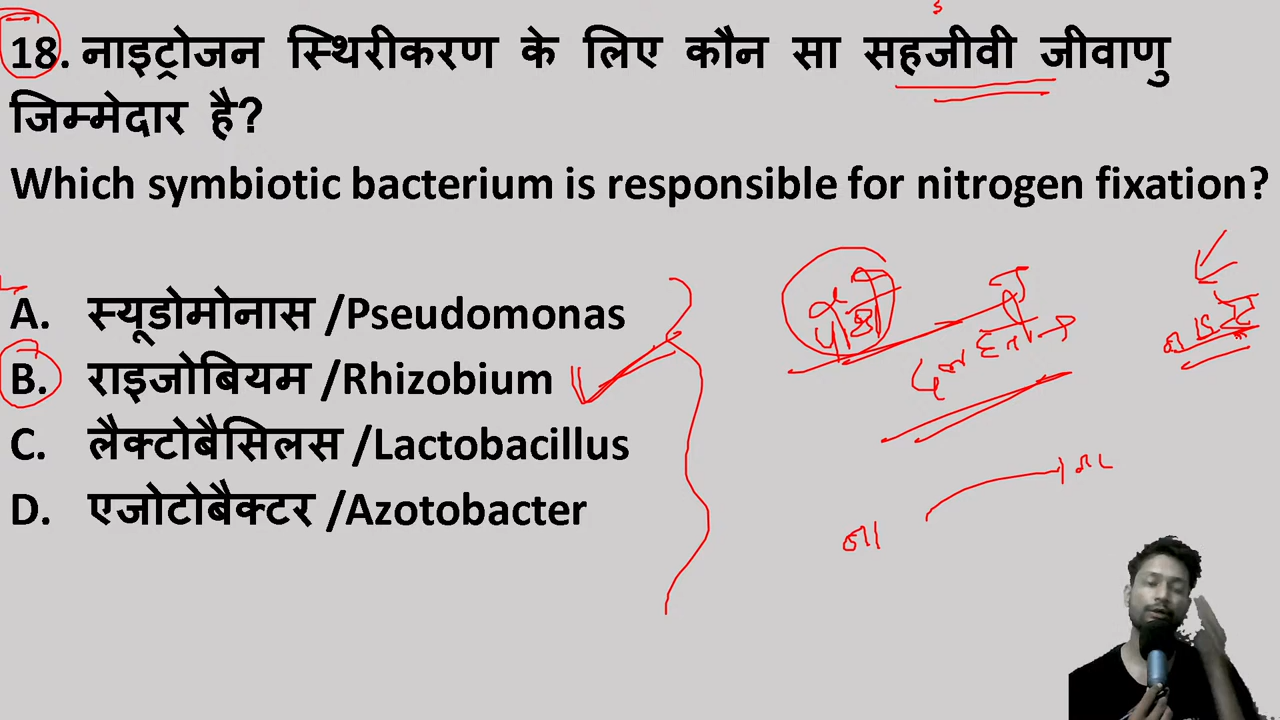 18. नाइट्रोजन स्थिरीकरण के लिए कौन सा सहजीवी जीवाणु
जिम्मेदार है?
Which symbiotic bacterium is responsible for nitrogen fixation?
A. स्यूडोमोनास /Pseudomonas
B. राइजोबियम /Rhizobium
C. लैक्टोबैसिलस /Lactobacillus
D. एजोटोबैक्टर /Azotobacter